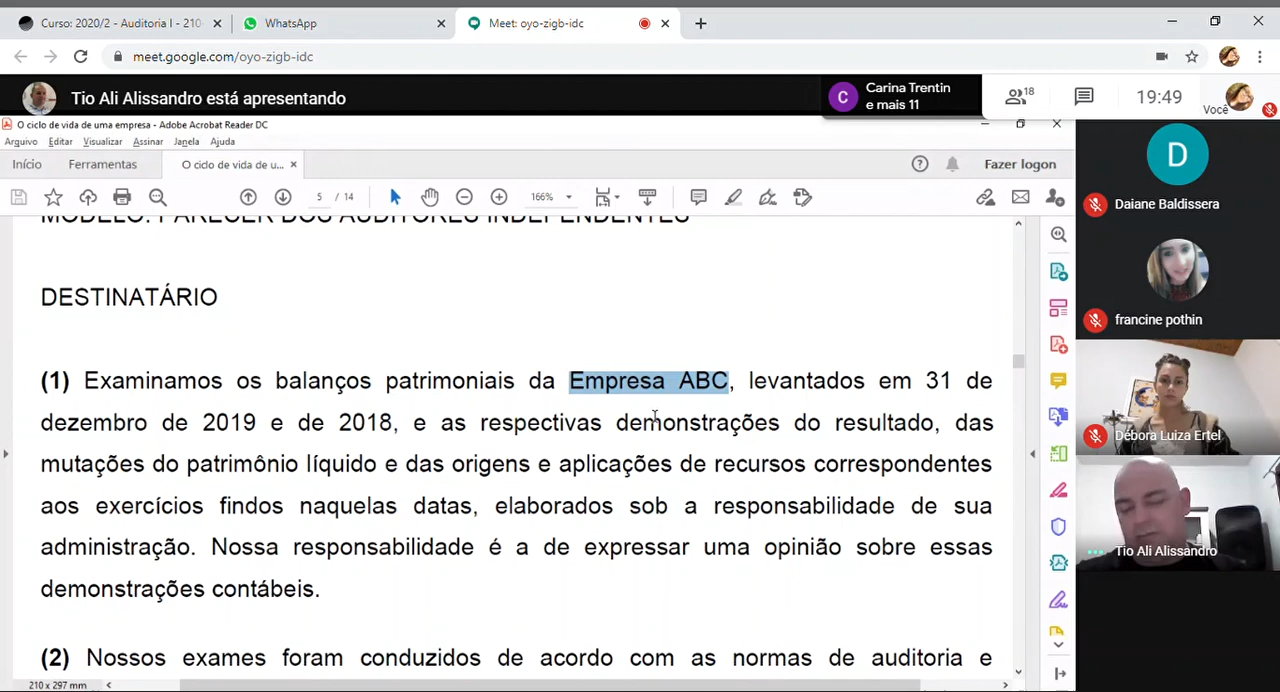 Curso: 2020/2 - Auditoria I - 210
WhatsApp
Meet: oyo-zigb-idc
meet.google.com/oyo-zigb-idc
Tio Ali Alissandro está apresentando
C
Carina Trentin
e mais 11
18
19:49
Você
O ciclo de vida de uma empresa - Adobe Acrobat Reader DC
Arquivo Editar Visualizar Assinar Janela Ajuda
Início Ferramentas O ciclo de vida de u... Fazer logon
5 / 14 166%
MODELO: PARECER DOS AUDITORES INDEPENDENTES
DESTINATÁRIO
(1) Examinamos os balanços patrimoniais da Empresa ABC, levantados em 31 de
dezembro de 2019 e de 2018, e as respectivas demonstrações do resultado, das
mutações do patrimônio líquido e das origens e aplicações de recursos correspondentes
aos exercícios findos naquelas datas, elaborados sob a responsabilidade de sua
administração. Nossa responsabilidade é a de expressar uma opinião sobre essas
demonstrações contábeis.
(2) Nossos exames foram conduzidos de acordo com as normas de auditoria e
210 x 297 mm
D
Daiane Baldissera
francine pothin
Débora Luiza Ertel
Tio Ali Alissandro